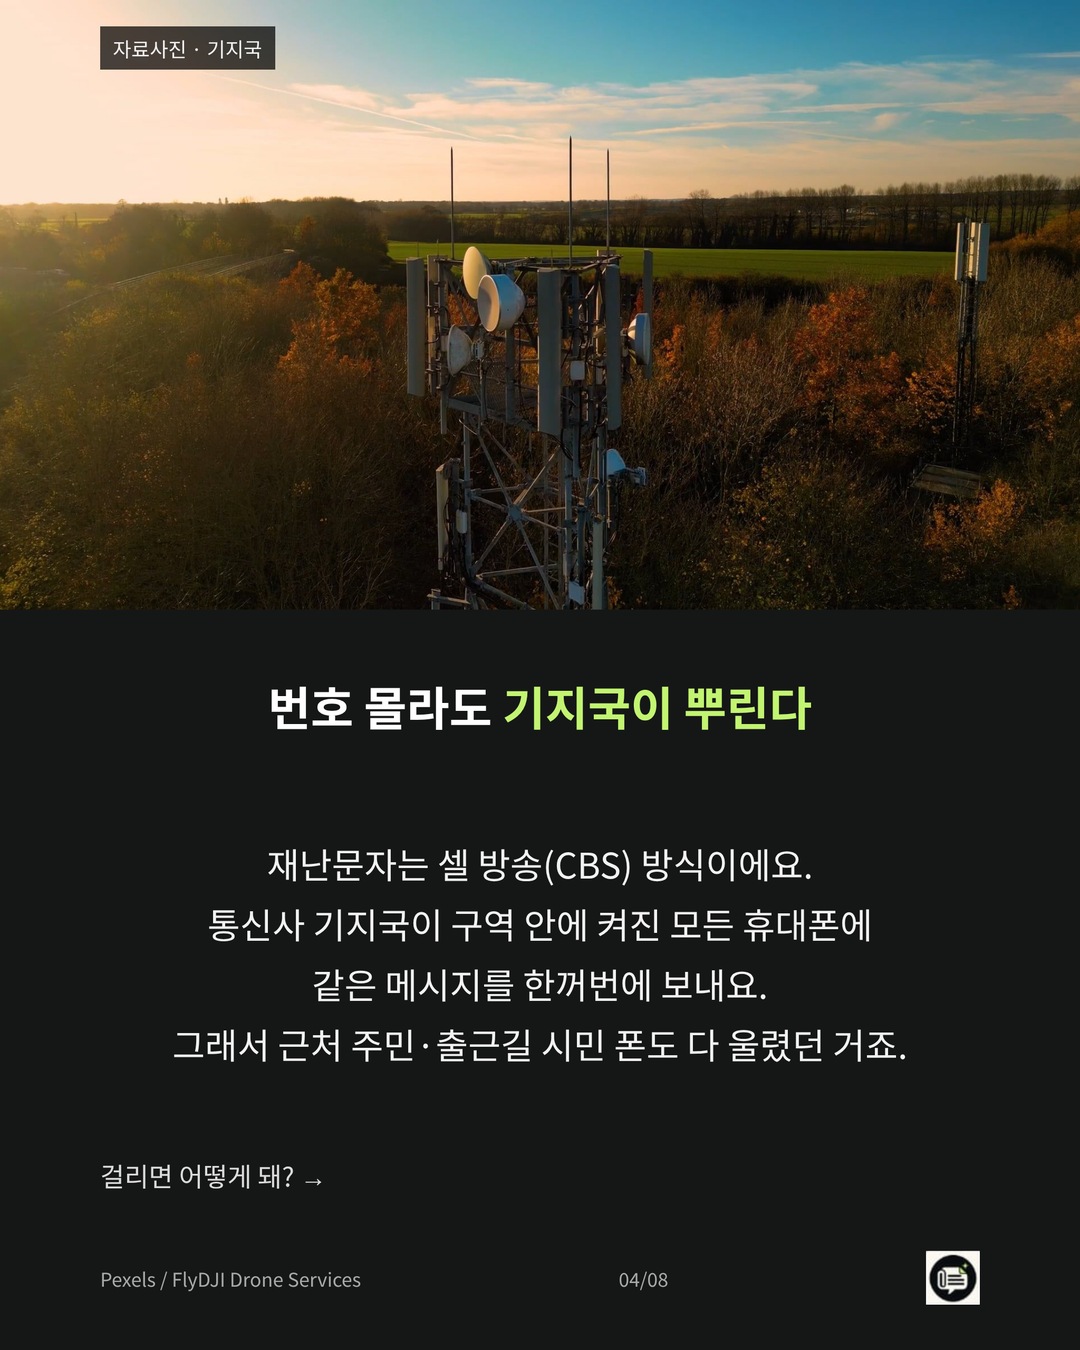 자료사진 · 기지국
번호 몰라도 기지국이 뿌린다
재난문자는 셀 방송(CBS) 방식이에요.
통신사 기지국이 구역 안에 켜진 모든 휴대폰에
같은 메시지를 한꺼번에 보내요.
그래서 근처 주민·출근길 시민 폰도 다 울렸던 거죠.
걸리면 어떻게 돼? →
Pexels / FlyDJI Drone Services
04/08